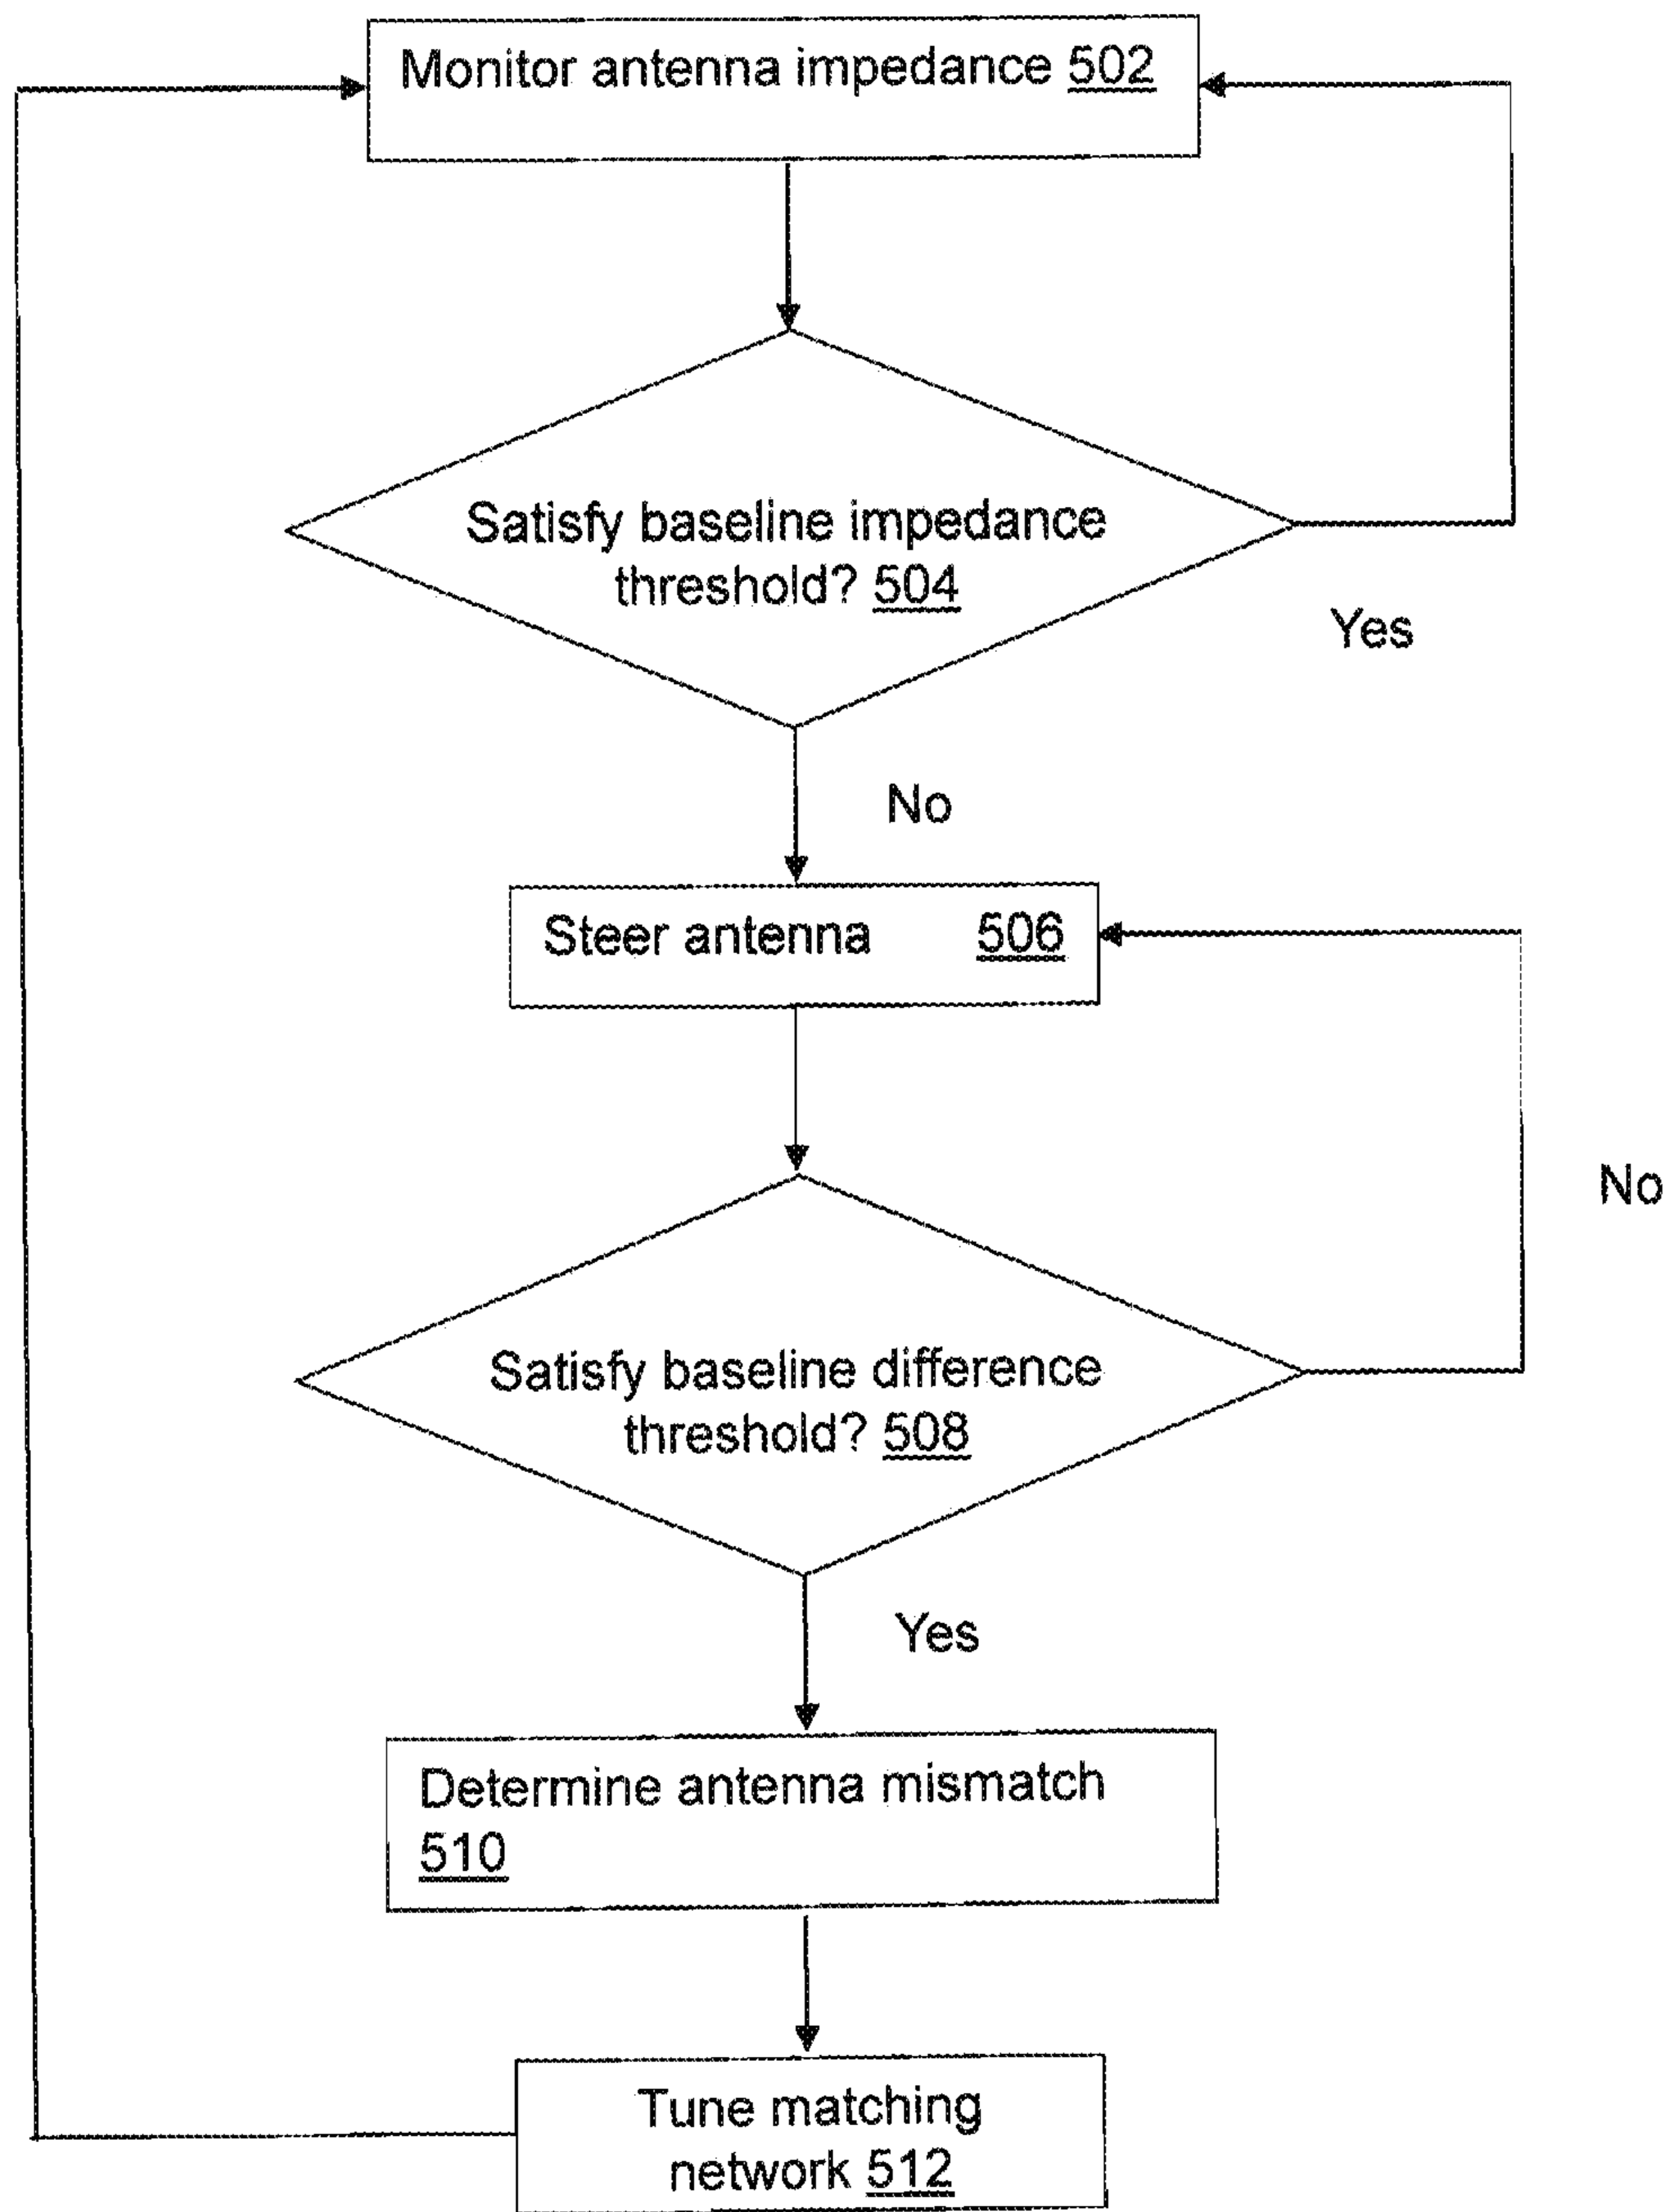 Monitor antenna impedance 502
Satisfy baseline impedance
threshold? 504
Yes
No
Steer antenna 506
No
Satisfy baseline difference
threshold? 508
Yes
Determine antenna mismatch
510
Tune matching
network 512